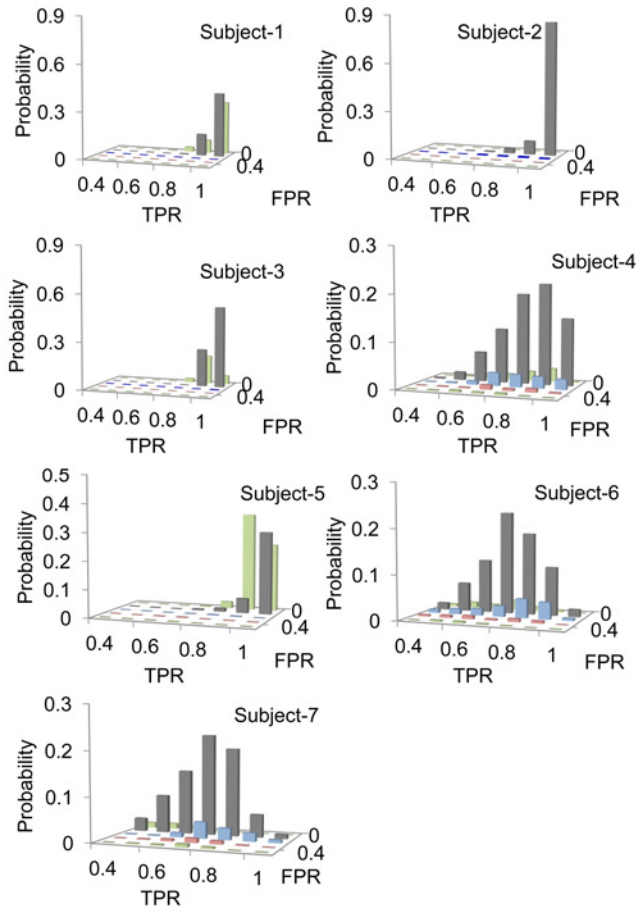 Subject-1
Probability
0.9
0.6
0.3
0
0.4 0.6 0.8 1
TPR
0
0.4
FPR
Subject-2
Probability
0.9
0.6
0.3
0
0.4 0.6 0.8 1
TPR
0
0.4
FPR
Subject-3
Probability
0.9
0.6
0.3
0
0.4 0.6 0.8 1
TPR
0
0.4
FPR
Subject-4
Probability
0.3
0.2
0.1
0
0.4 0.6 0.8 1
TPR
0
0.4
FPR
Subject-5
Probability
0.5
0.4
0.3
0.2
0.1
0
0.4 0.6 0.8 1
TPR
0
0.4
FPR
Subject-6
Probability
0.3
0.2
0.1
0
0.4 0.6 0.8 1
TPR
0
0.4
FPR
Subject-7
Probability
0.3
0.2
0.1
0
0.4 0.6 0.8 1
TPR
0
0.4
FPR